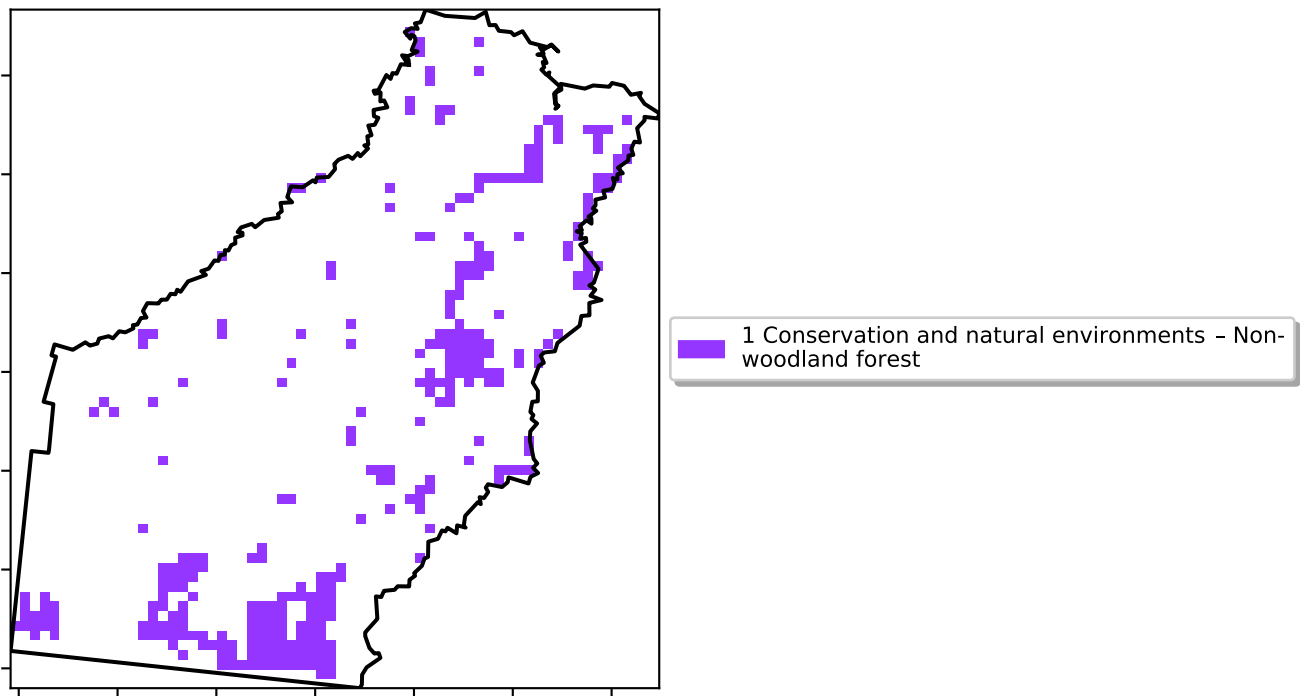 1 Conservation and natural environments – Non-
woodland forest